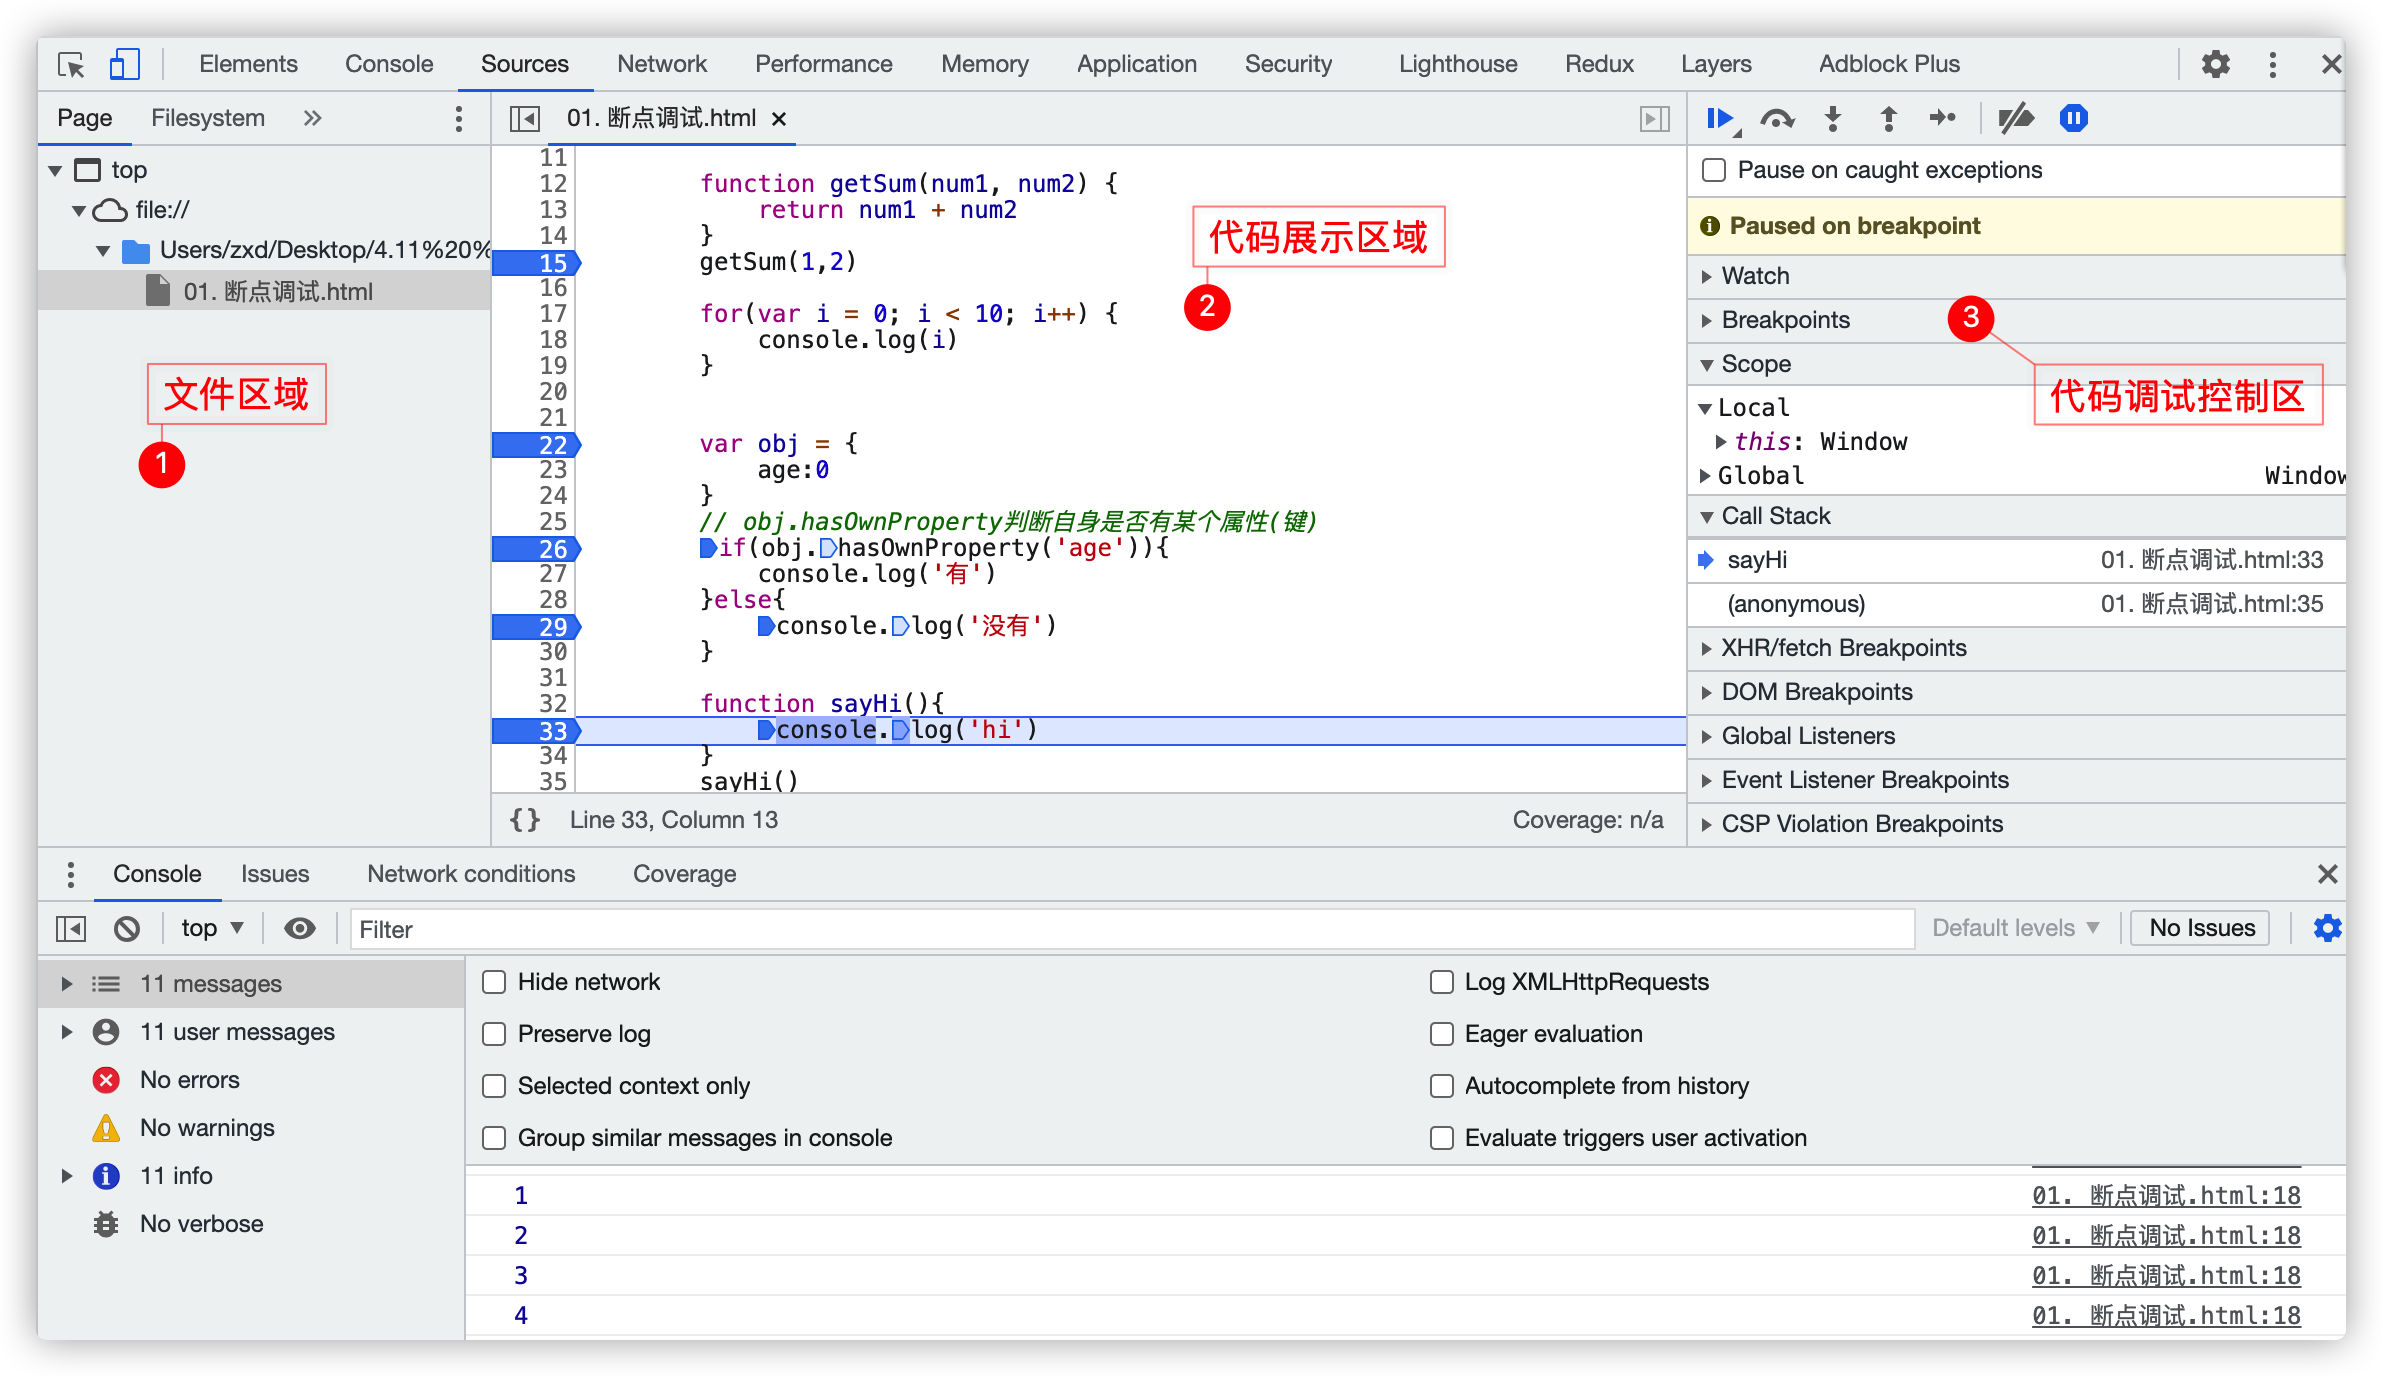 Elements Console Sources Network Performance Memory Application Security Lighthouse Redux Layers Adblock Plus
Page Filesystem »
top
file://
Users/zxd/Desktop/4.11%20%
01. 断点调试.html
文件区域
1
01. 断点调试.html ×
11
12 function getSum(num1, num2) {
13 return num1 + num2
14 }
15 getSum(1,2)
16
17 for(var i = 0; i < 10; i++) {
18 console.log(i)
19 }
20
21
22 var obj = {
23 age:0
24 }
25 // obj.hasOwnProperty判断自身是否有某个属性(键)
26 if(obj.hasOwnProperty('age')){
27 console.log('有')
28 }else{
29 console.log('没有')
30 }
31
32 function sayHi(){
33 console.log('hi')
34 }
35 sayHi()
代码展示区域
2
{} Line 33, Column 13 Coverage: n/a
Pause on caught exceptions
Paused on breakpoint
Watch
Breakpoints
3
Scope
代码调试控制区
Local
this: Window
Global Window
Call Stack
sayHi 01. 断点调试.html:33
(anonymous) 01. 断点调试.html:35
XHR/fetch Breakpoints
DOM Breakpoints
Global Listeners
Event Listener Breakpoints
CSP Violation Breakpoints
Console Issues Network conditions Coverage
top Filter Default levels No Issues
11 messages
11 user messages
No errors
No warnings
11 info
No verbose
Hide network Log XMLHttpRequests
Preserve log Eager evaluation
Selected context only Autocomplete from history
Group similar messages in console Evaluate triggers user activation
1 01. 断点调试.html:18
2 01. 断点调试.html:18
3 01. 断点调试.html:18
4 01. 断点调试.html:18